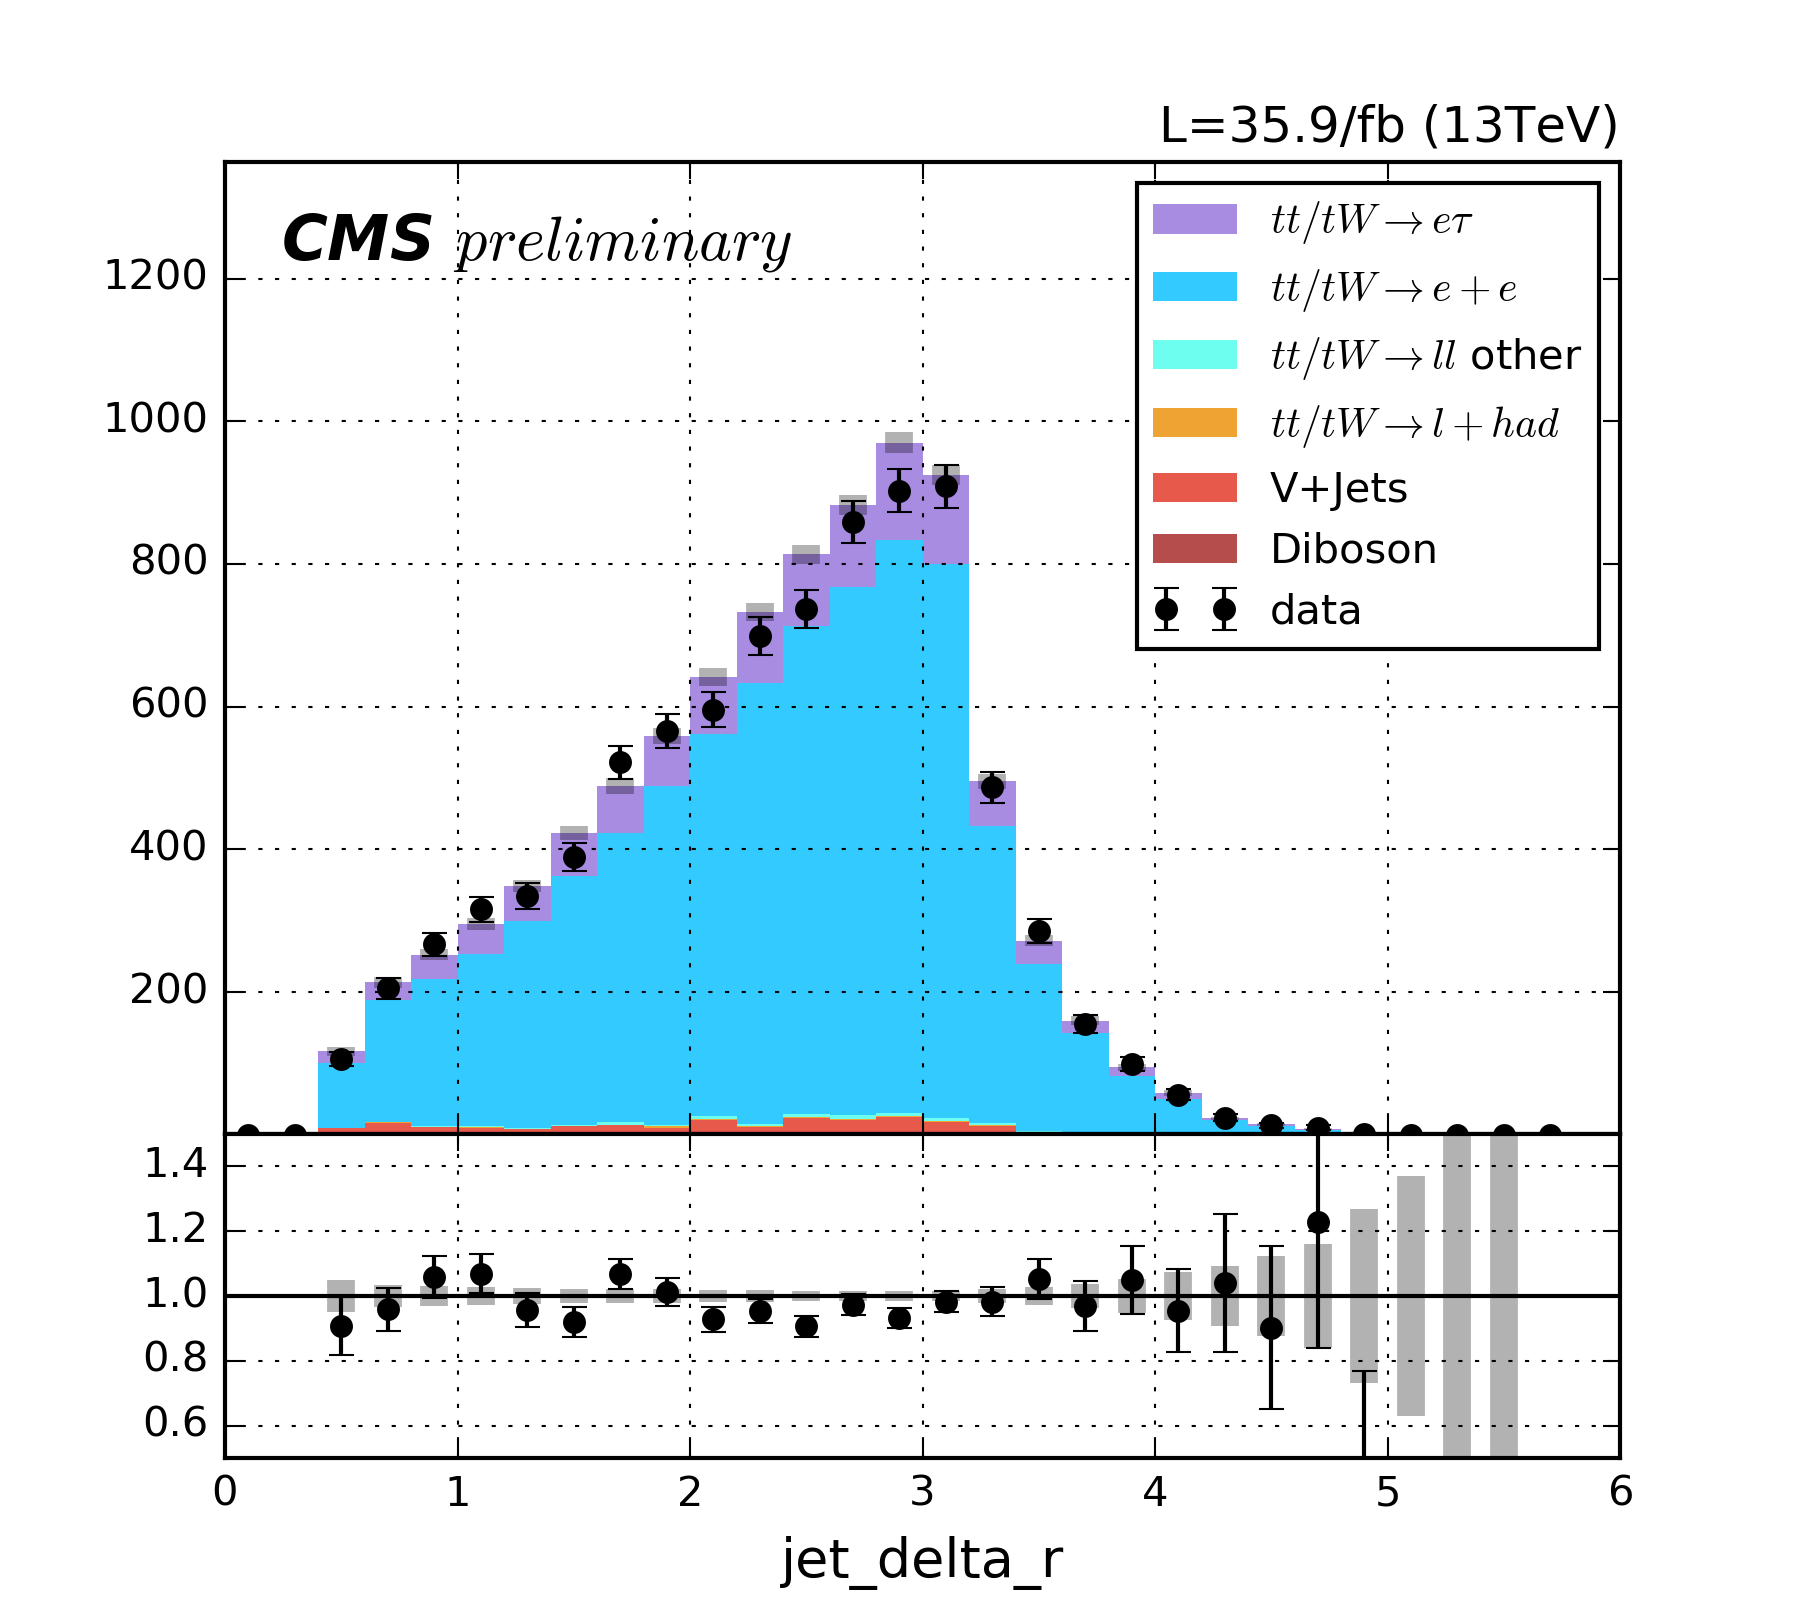 L=35.9/fb (13TeV)
CMS preliminary
tt/tW → eτ
tt/tW → e + e
tt/tW → ll other
tt/tW → l + had
V+Jets
Diboson
data
1200
1000
800
600
400
200
1.4
1.2
1.0
0.8
0.6
0 1 2 3 4 5 6
jet_delta_r